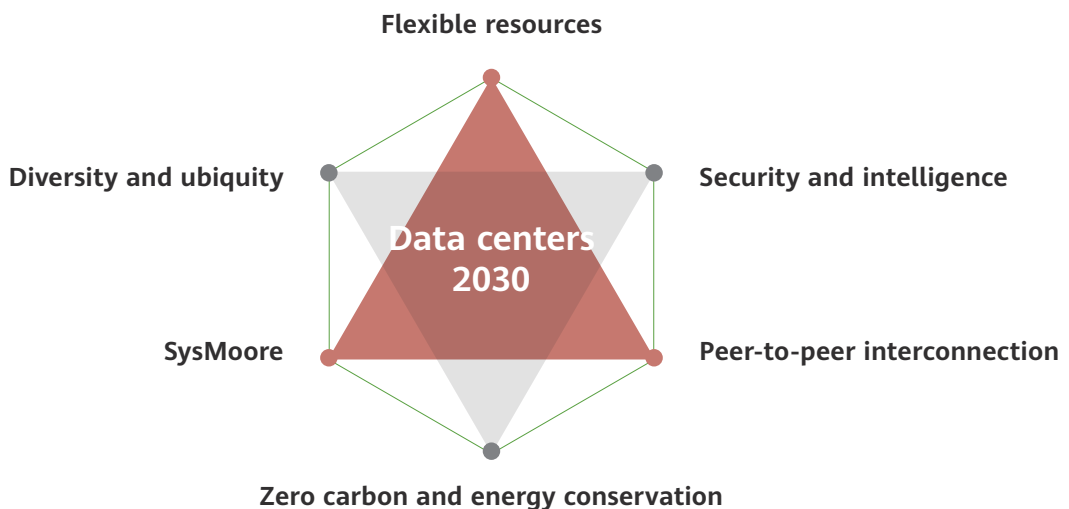 Flexible resources
Diversity and ubiquity
Security and intelligence
Data centers
2030
SysMoore
Peer-to-peer interconnection
Zero carbon and energy conservation